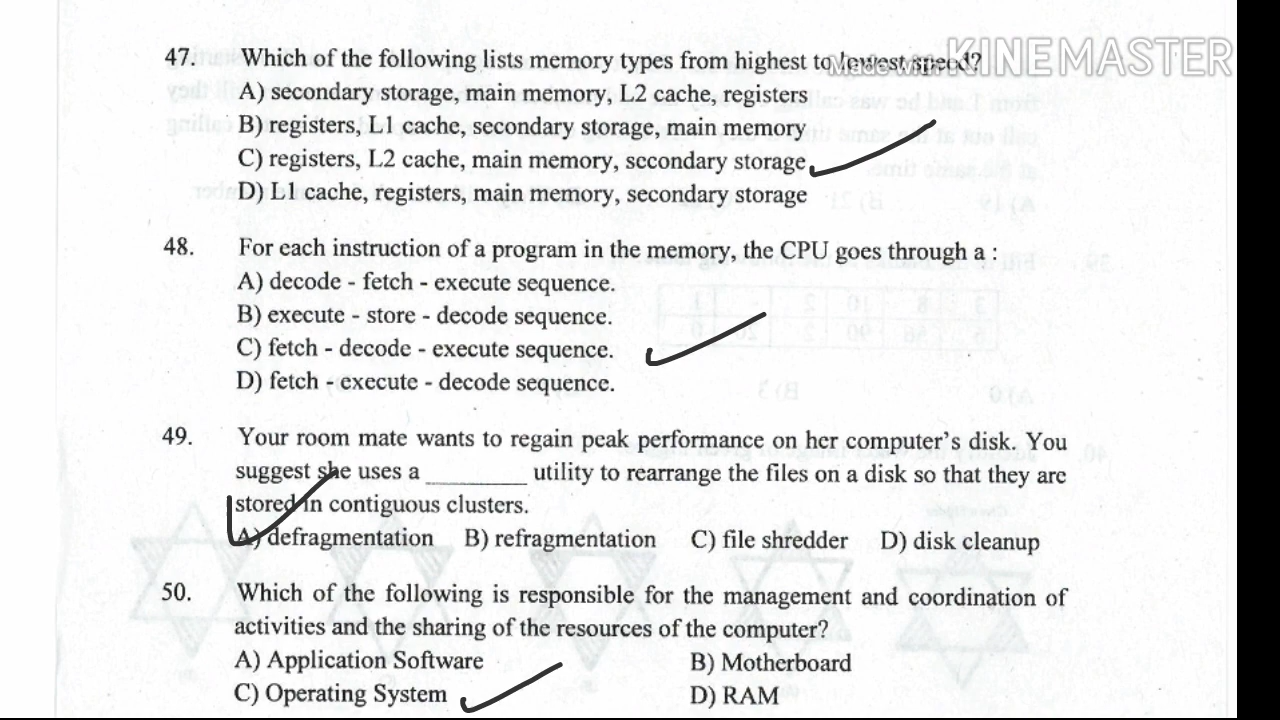 KINEMASTER
Made with
47. Which of the following lists memory types from highest to lowest speed?
A) secondary storage, main memory, L2 cache, registers
B) registers, L1 cache, secondary storage, main memory
C) registers, L2 cache, main memory, secondary storage
D) L1 cache, registers, main memory, secondary storage
48. For each instruction of a program in the memory, the CPU goes through a :
A) decode - fetch - execute sequence.
B) execute - store - decode sequence.
C) fetch - decode - execute sequence.
D) fetch - execute - decode sequence.
49. Your room mate wants to regain peak performance on her computer's disk. You
suggest she uses a ________ utility to rearrange the files on a disk so that they are
stored in contiguous clusters.
A) defragmentation B) refragmentation C) file shredder D) disk cleanup
50. Which of the following is responsible for the management and coordination of
activities and the sharing of the resources of the computer?
A) Application Software B) Motherboard
C) Operating System D) RAM